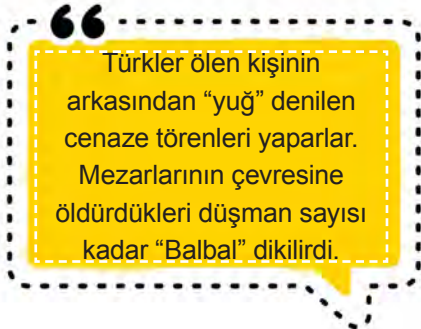 Türkler ölen kişinin
arkasından “yuğ” denilen
cenaze törenleri yaparlar.
Mezarlarının çevresine
öldürdükleri düşman sayısı
kadar “Balbal” dikilirdi.